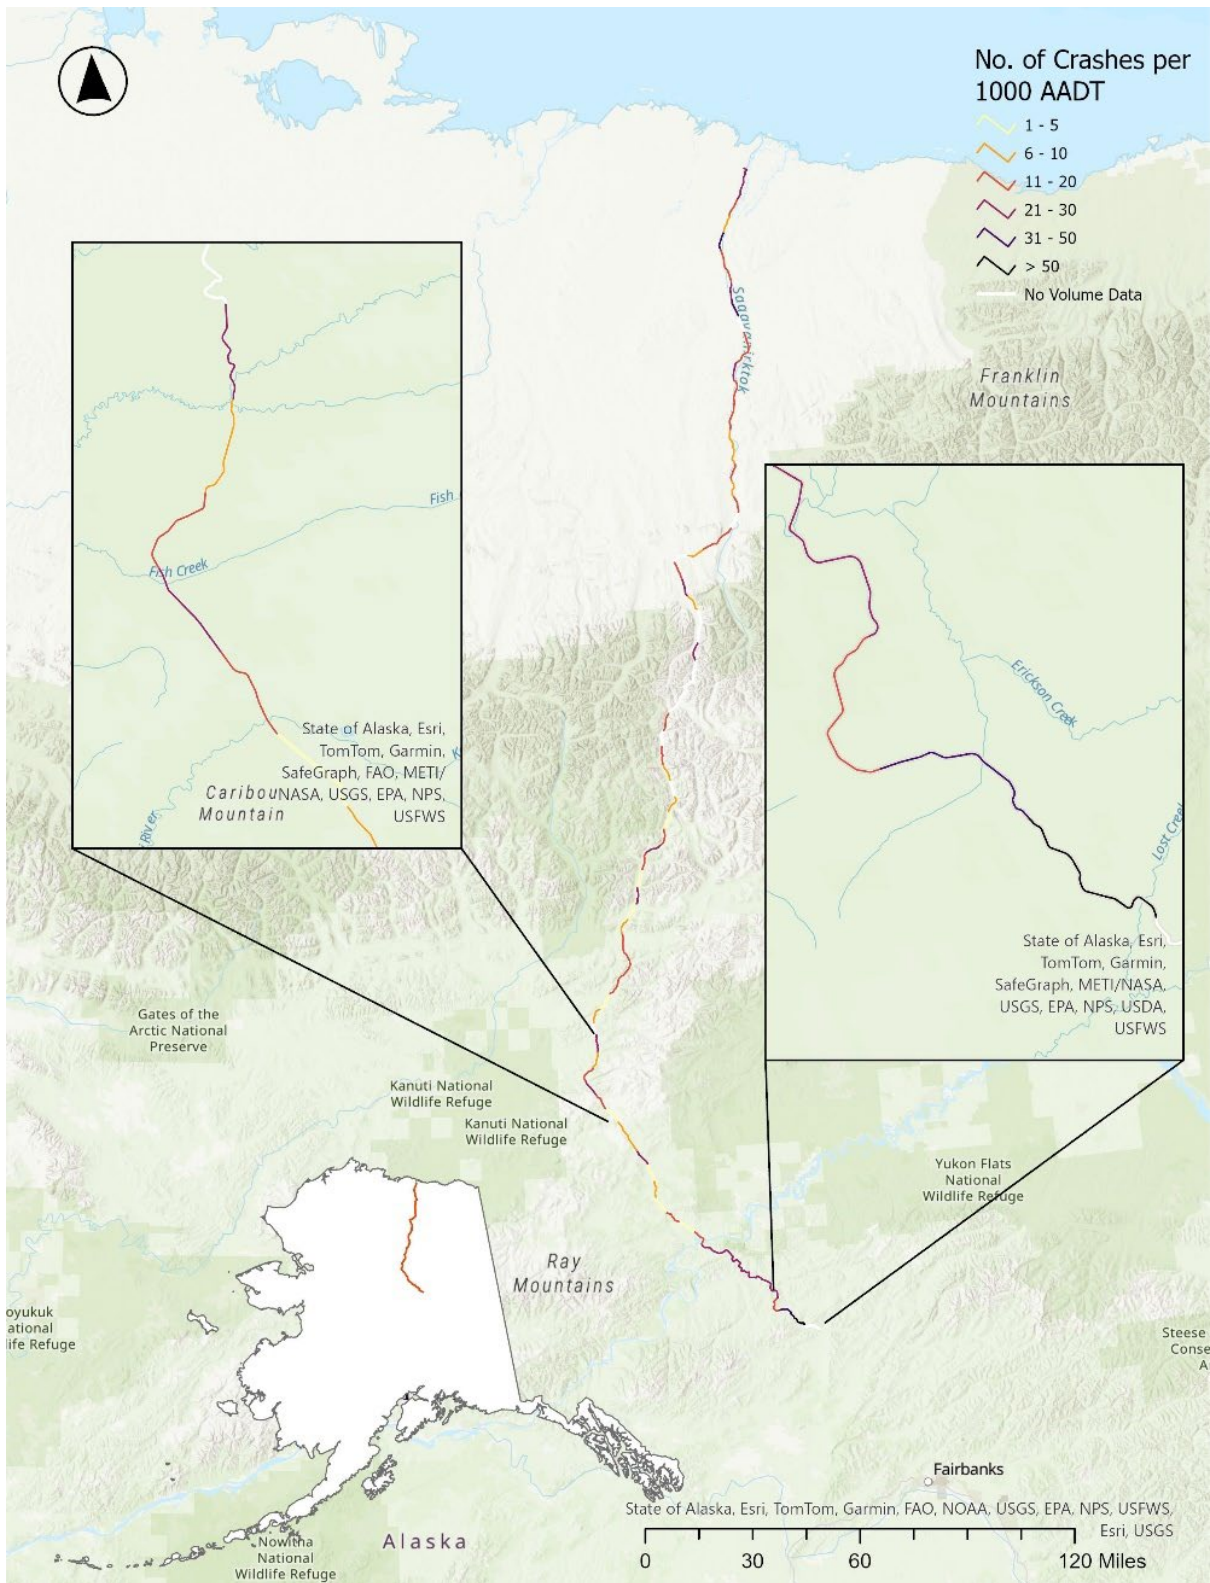 No. of Crashes per
1000 AADT
1 - 5
6 - 10
11 - 20
21 - 30
31 - 50
> 50
No Volume Data
Sagavanirktok
Franklin
Mountains
Fish
Fish Creek
State of Alaska, Esri,
TomTom, Garmin,
SafeGraph, FAO, METI/
NASA, USGS, EPA, NPS,
USFWS
Caribou
Mountain
River
Erickson Creek
Lost Creek
State of Alaska, Esri,
TomTom, Garmin,
SafeGraph, METI/NASA,
USGS, EPA, NPS, USDA,
USFWS
Gates of the
Arctic National
Preserve
Kanuti National
Wildlife Refuge
Kanuti National
Wildlife Refuge
Yukon Flats
National
Wildlife Refuge
Ray
Mountains
oyukuk
ational
life Refuge
Steese
Conse
A
Fairbanks
State of Alaska, Esri, TomTom, Garmin, FAO, NOAA, USGS, EPA, NPS, USFWS,
Esri, USGS
Alaska
Nowitna
National
Wildlife Refuge
0 30 60 120 Miles